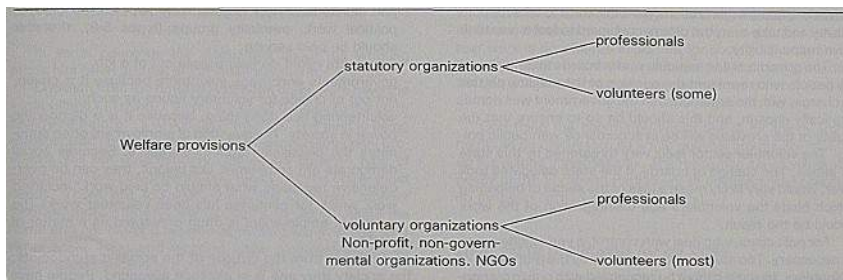 professionals
statutory organizations
volunteers (some)
Welfare provisions
professionals
voluntary organizations
Non-profit, non-govern-
mental organizations. NGOs
volunteers (most)